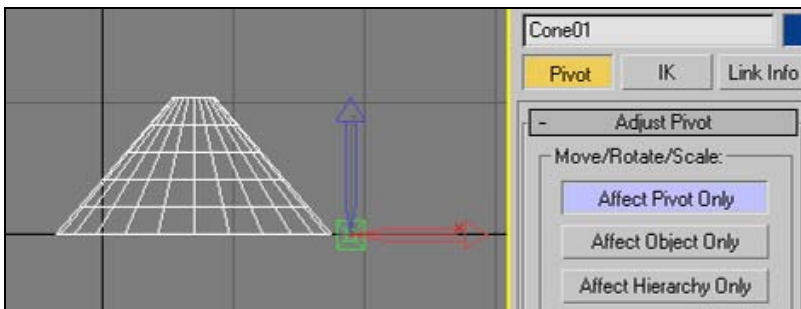 Cone01
Pivot IK Link Info
- Adjust Pivot
Move/Rotate/Scale:
Affect Pivot Only
Affect Object Only
Affect Hierarchy Only
x